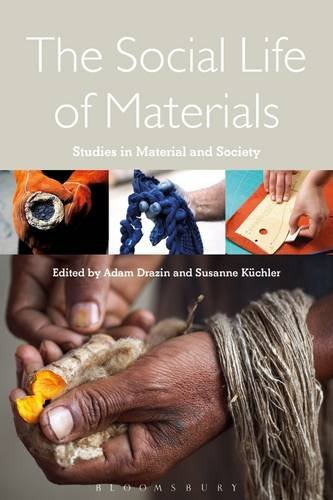 The Social Life
of Materials
Studies in Material and Society
Edited by Adam Drazin and Susanne Küchler
BLOOMSBURY